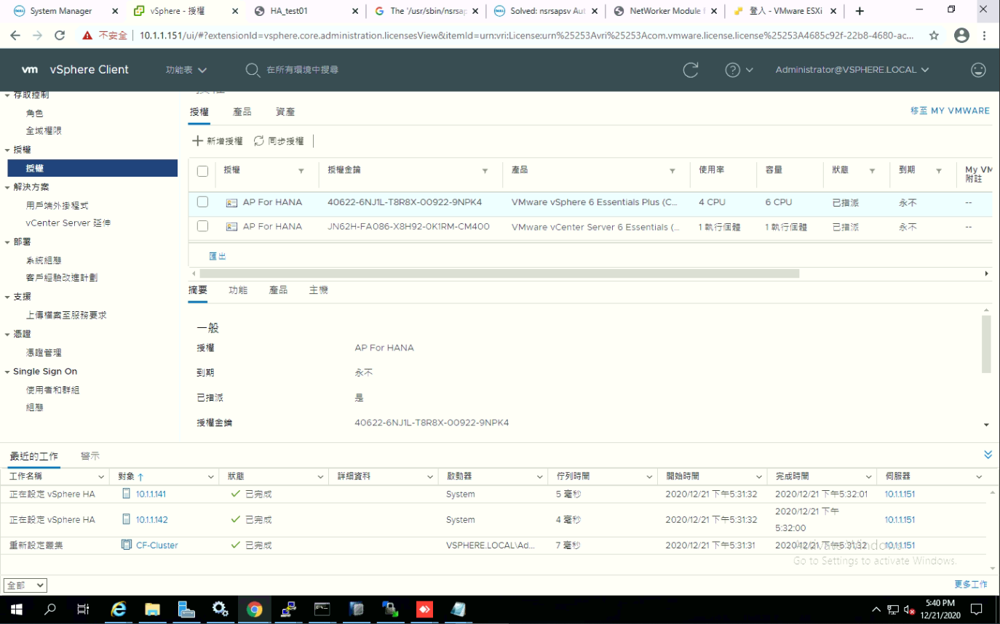 System Manager
vSphere - 授權
HA_test01
The '/usr/sbin/nsrsap
Solved: nsrsapsv Aut
NetWorker Module
登入 - VMware ESXi
不安全
10.1.1.151/ui/#?extensionId=vsphere.core.administration.licensesView&itemId=urn:vri:License:urn%25253Avri%25253Acom.vmware.license.license%25253A4685c92f-22b8-4680-ac...
vm vSphere Client
功能表
在所有環境中搜尋
Administrator@VSPHERE.LOCAL
存取控制
角色
全域權限
授權
授權
解決方案
用戶端外掛程式
vCenter Server 延伸
部署
系統組態
客戶經驗改進計劃
支援
上傳檔案至服務要求
憑證
憑證管理
Single Sign On
使用者和群組
組態
授權 產品 資產
移至 MY VMWARE
新增授權 同步授權
授權 授權金鑰 產品 使用率 容量 狀態 到期 My VM
附註
AP For HANA 40622-6NJ1L-T8R8X-00922-9NPK4 VMware vSphere 6 Essentials Plus (C... 4 CPU 6 CPU 已指派 永不 --
AP For HANA JN62H-FA086-X8H92-0K1RM-CM400 VMware vCenter Server 6 Essentials (... 1 執行個體 1 執行個體 已指派 永不 --
匯出
摘要 功能 產品 主機
一般
授權 AP For HANA
到期 永不
已指派 是
授權金鑰 40622-6NJ1L-T8R8X-00922-9NPK4
最近的工作 警示
工作名稱 對象 狀態 詳細資料 啟動器 佇列時間 開始時間 完成時間 伺服器
正在設定 vSphere HA 10.1.1.141 已完成 System 5 毫秒 2020/12/21 下午5:31:32 2020/12/21 下午5:32:01 10.1.1.151
正在設定 vSphere HA 10.1.1.142 已完成 System 4 毫秒 2020/12/21 下午5:31:32 2020/12/21 下午
5:32:00 10.1.1.151
重新設定叢集 CF-Cluster 已完成 VSPHERE.LOCAL\Ad... 7 毫秒 2020/12/21 下午5:31:31 2020/12/21 下午5:31:32 10.1.1.151
Activate Windows
Go to Settings to activate Windows.
全部
更多工作
5:40 PM
12/21/2020